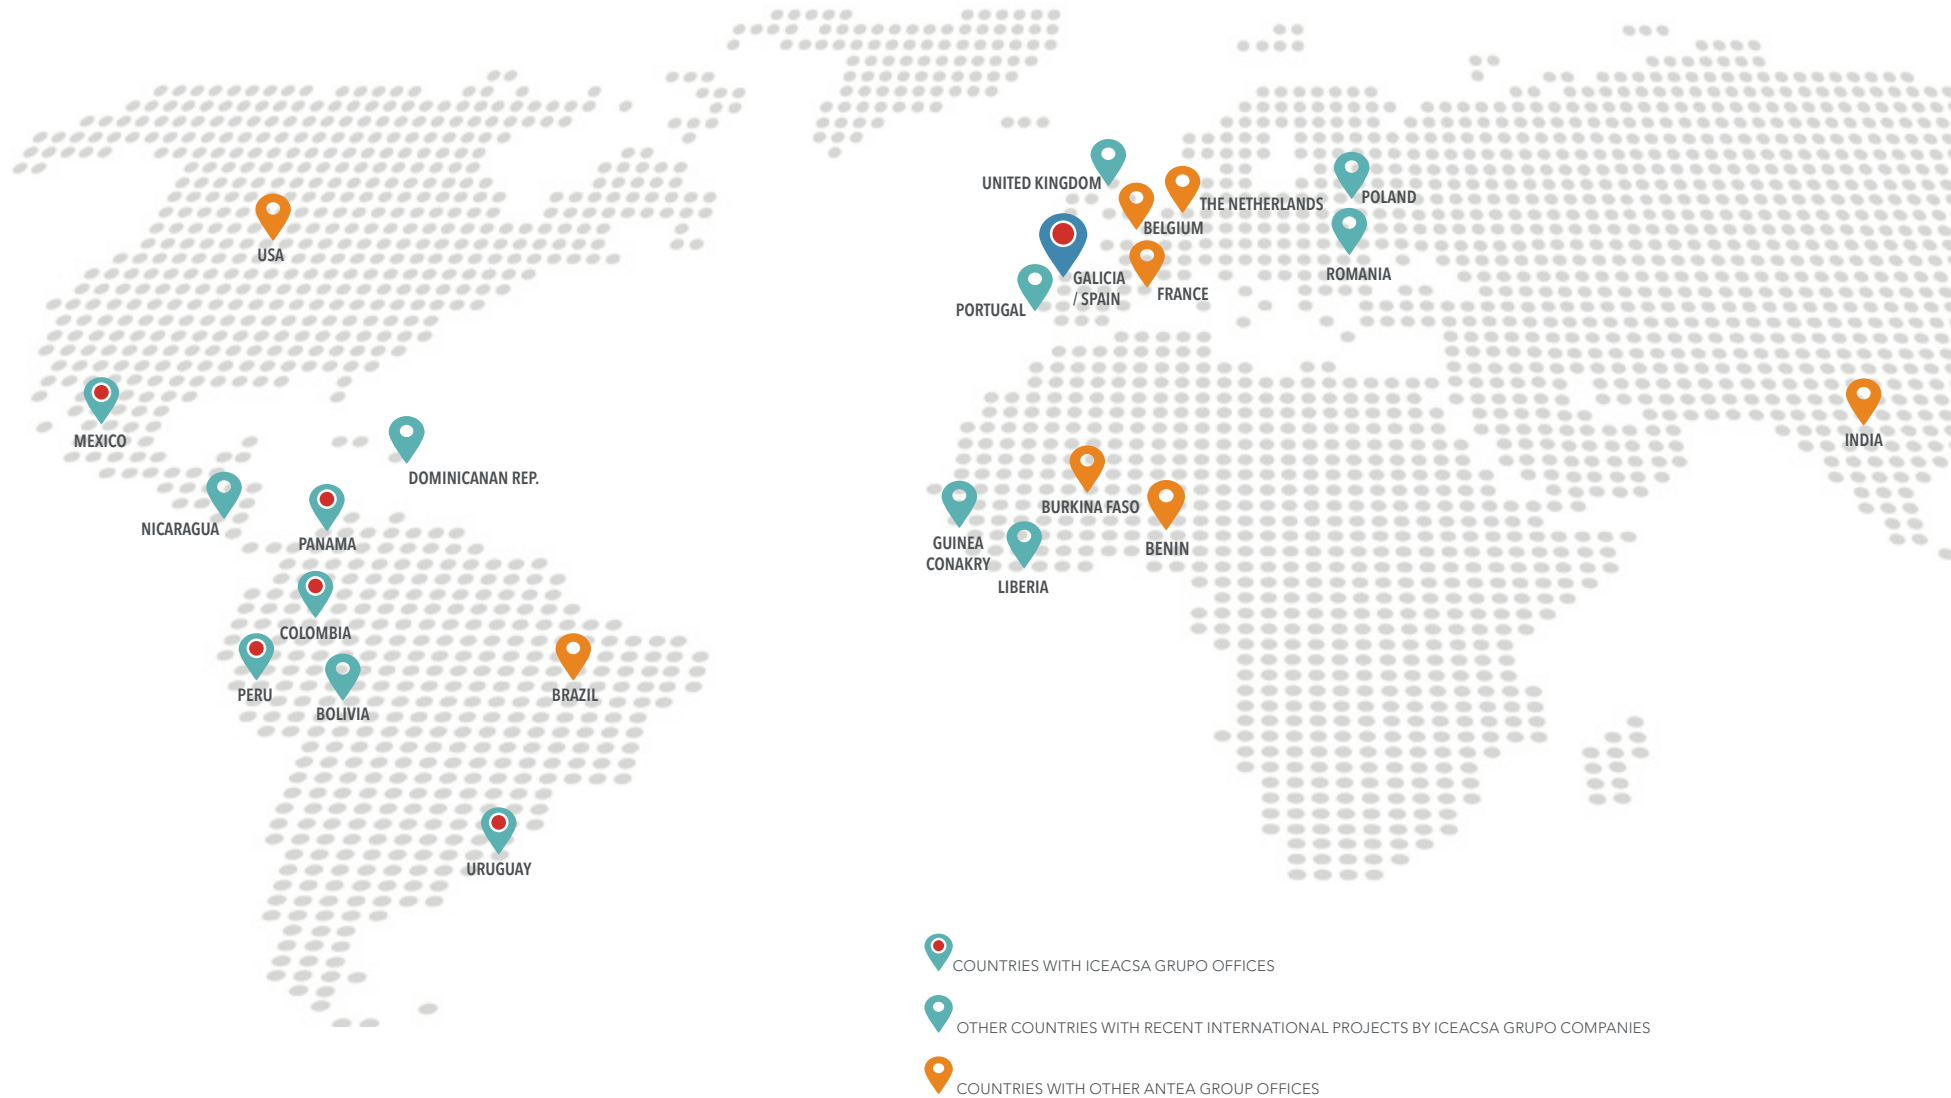 UNITED KINGDOM
POLAND
THE NETHERLANDS
BELGIUM
USA
ROMANIA
GALICIA
/ SPAIN
FRANCE
PORTUGAL
MEXICO
INDIA
DOMINICANAN REP.
BURKINA FASO
NICARAGUA
PANAMA
GUINEA
CONAKRY
BENIN
LIBERIA
COLOMBIA
PERU
BRAZIL
BOLIVIA
URUGUAY
COUNTRIES WITH ICEACSA GRUPO OFFICES
OTHER COUNTRIES WITH RECENT INTERNATIONAL PROJECTS BY ICEACSA GRUPO COMPANIES
COUNTRIES WITH OTHER ANTEA GROUP OFFICES